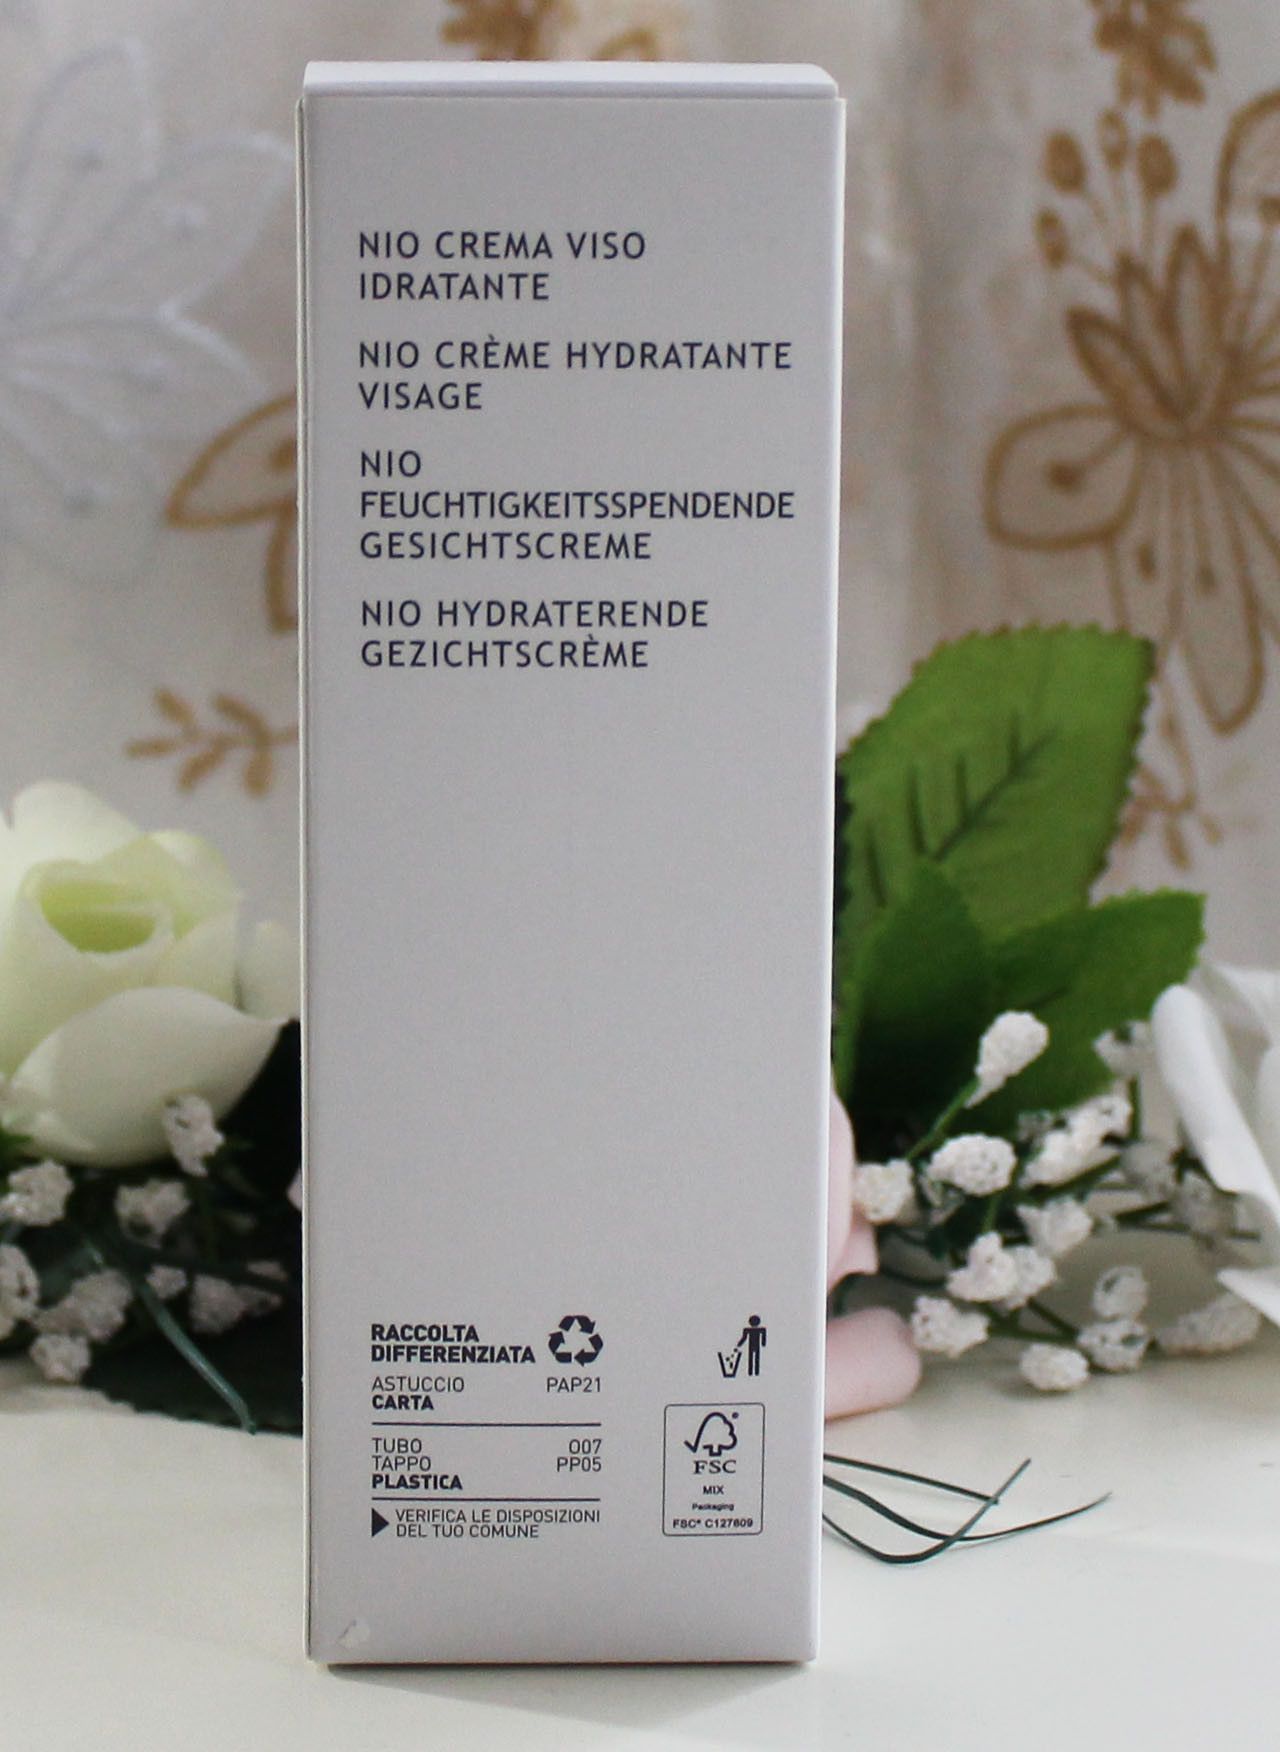 NIO CREMA VISO
IDRATANTE
NIO CRÈME HYDRATANTE
VISAGE
NIO
FEUCHTIGKEITSSPENDENDE
GESICHTSCREME
NIO HYDRATERENDE
GEZICHTSCRÈME
RACCOLTA
DIFFERENZIATA
ASTUCCIO PAP21
CARTA
TUBO 007
TAPPO PP05
PLASTICA
VERIFICA LE DISPOSIZIONI
DEL TUO COMUNE
FSC
MIX
Packaging
FSC® C127609